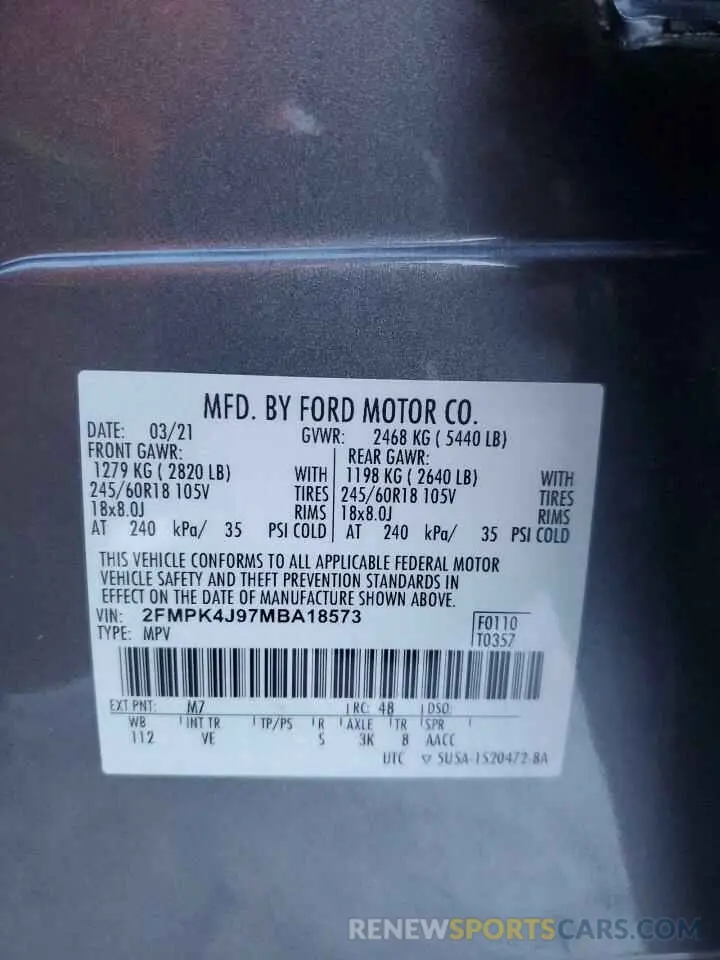 MFD. BY FORD MOTOR CO.
DATE: 03/21 GVWR: 2468 KG ( 5440 LB)
FRONT GAWR: REAR GAWR:
1279 KG ( 2820 LB) WITH 1198 KG ( 2640 LB) WITH
245/60R18 105V TIRES 245/60R18 105V TIRES
18x8.0J RIMS 18x8.0J RIMS
AT 240 kPa/ 35 PSI COLD AT 240 kPa/ 35 PSI COLD
THIS VEHICLE CONFORMS TO ALL APPLICABLE FEDERAL MOTOR
VEHICLE SAFETY AND THEFT PREVENTION STANDARDS IN
EFFECT ON THE DATE OF MANUFACTURE SHOWN ABOVE.
VIN: 2FMPK4J97MBA18573 F0110
TYPE: MPV T0357
EXT PNT: M7 RC: 48 DSO:
WB INT TR TP/PS R AXLE TR SPR
112 VE 5 3K 8 AACC
UTC ▽ 5USA-1520472-BA
RENEWSPORTSCARS.COM